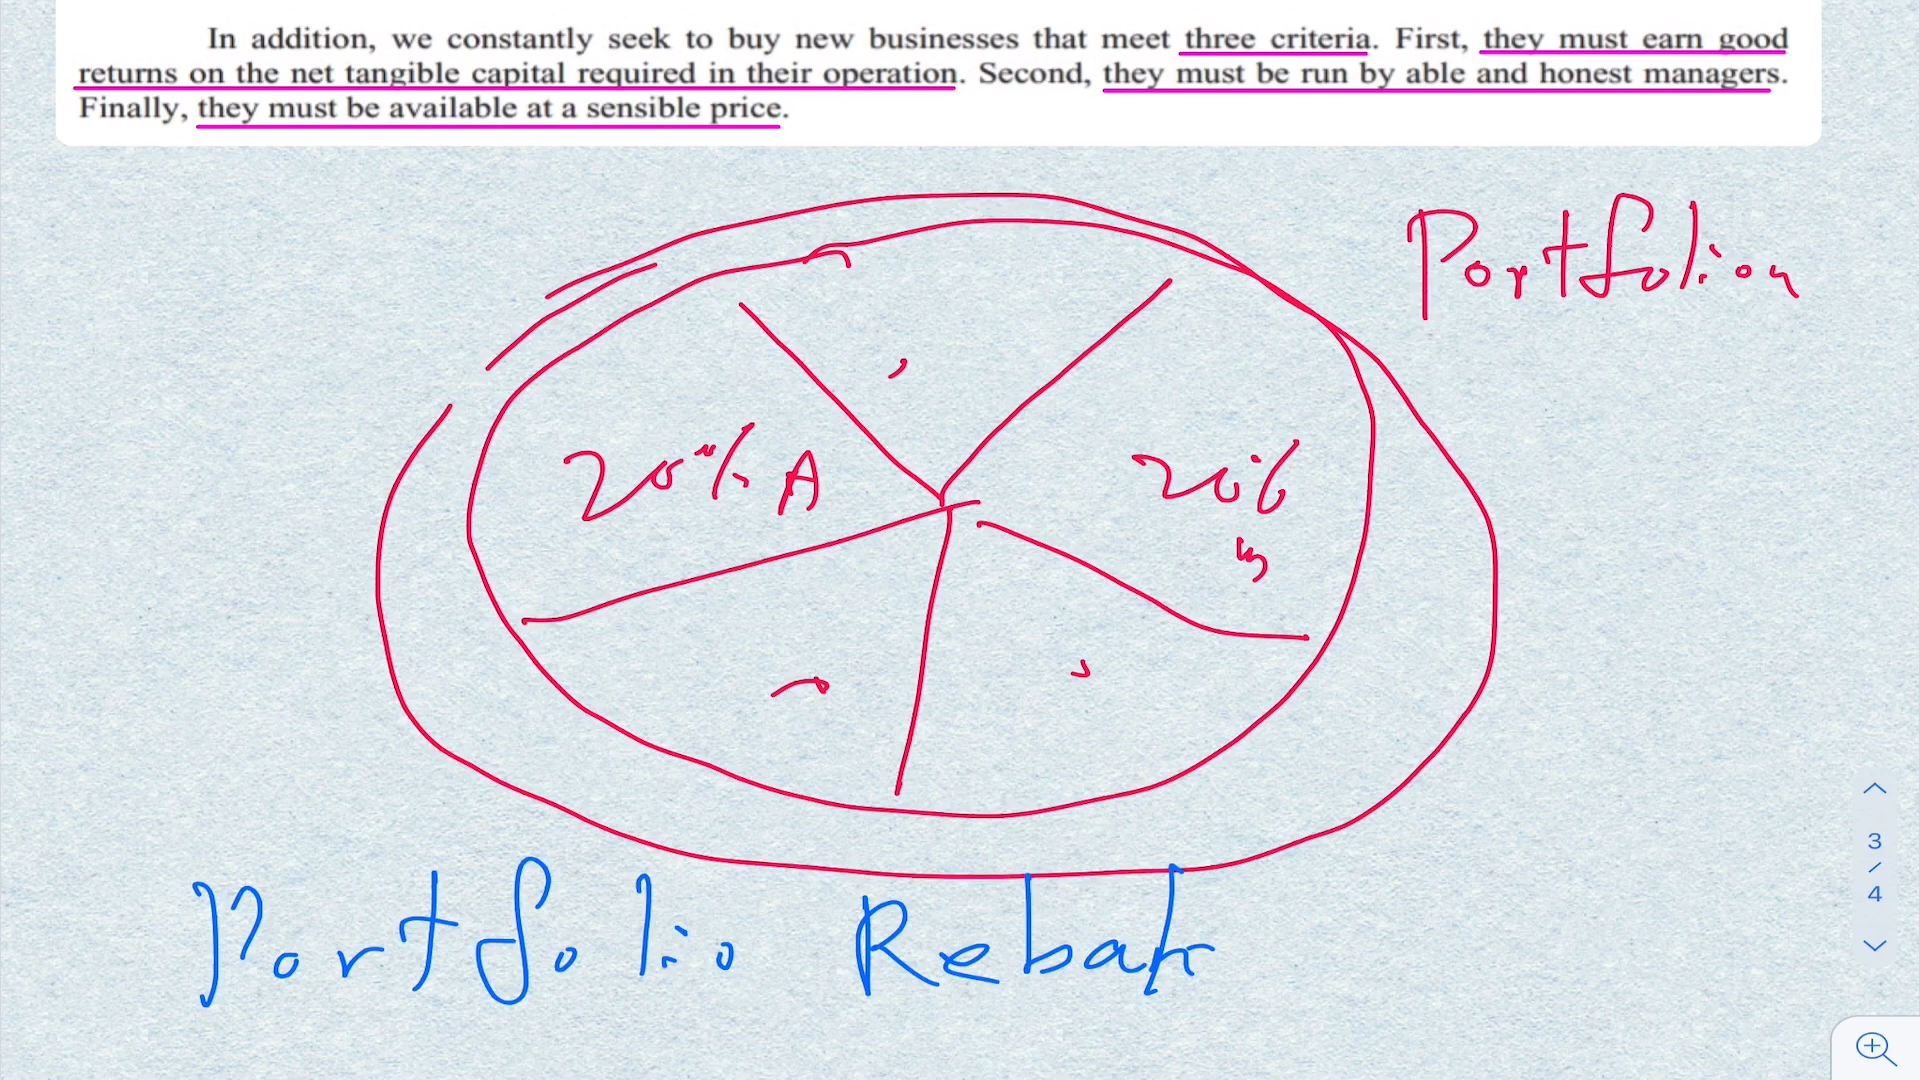 In addition, we constantly seek to buy new businesses that meet three criteria. First, they must earn good
returns on the net tangible capital required in their operation. Second, they must be run by able and honest managers.
Finally, they must be available at a sensible price.
Portfolion
20% A
20%
Portfolio
3
/
4